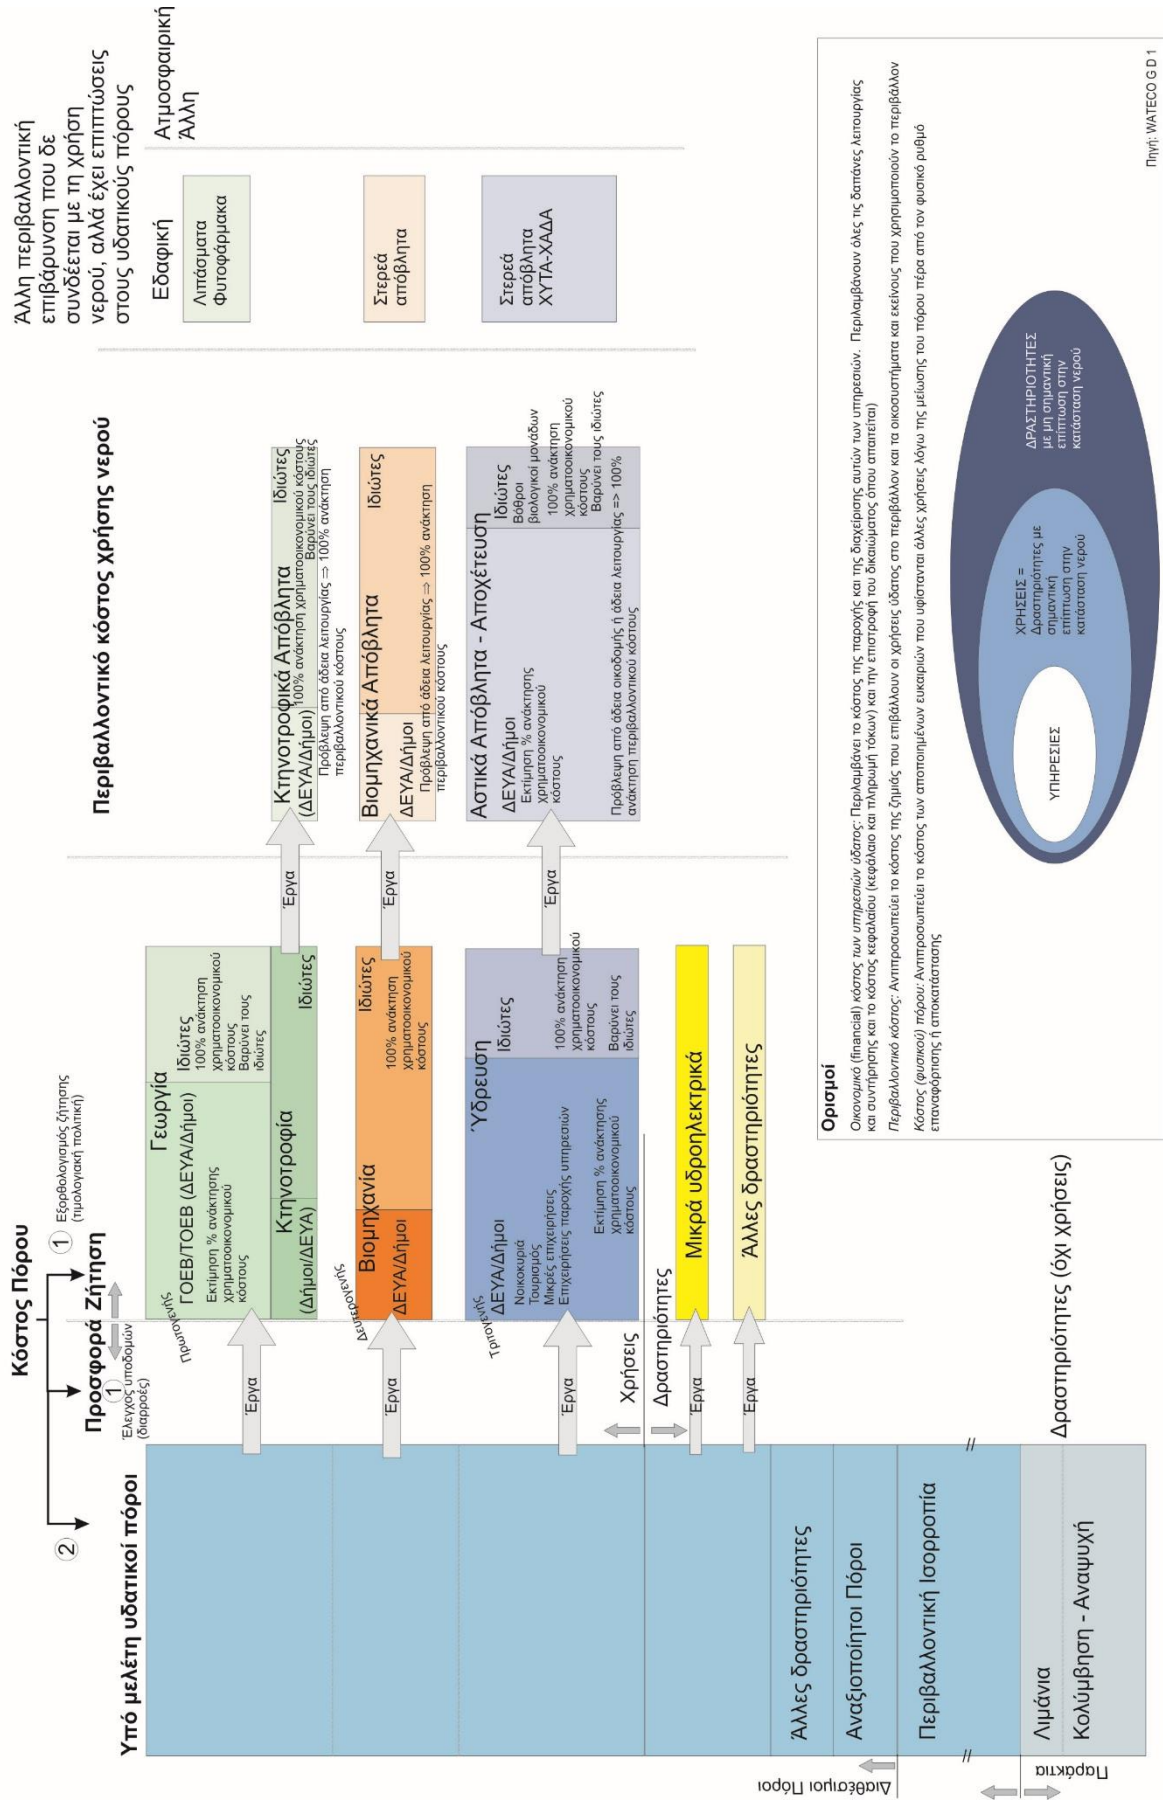 Κόστος Πόρου
②
①
①
Εξορθολογισμός ζήτησης
(τιμολογιακή πολιτική)
Υπό μελέτη υδατικοί πόροι
Προσφορά
Ζήτηση
Έλεγχος υποδομών
(διαρροές)
Περιβαλλοντικό κόστος χρήσης νερού
Άλλη περιβαλλοντική
επιβάρυνση που δε
συνδέεται με τη χρήση
νερού, αλλά έχει επιπτώσεις
στους υδατικούς πόρους
Εδαφική
Ατμοσφαιρική
Άλλη
Έργα
Πρωτογενής
Γεωργία
ΓΟΕΒ/ΤΟΕΒ (ΔΕΥΑ/Δήμοι)
Εκτίμηση % ανάκτησης
χρηματοοικονομικού
κόστους
Ιδιώτες
100% ανάκτηση
χρηματοοικονομικού
κόστους
Βαρύνει τους
ιδιώτες
Κτηνοτροφία
(Δήμοι/ΔΕΥΑ)
Ιδιώτες
Έργα
Κτηνοτροφικά Απόβλητα
(ΔΕΥΑ/Δήμοι)
Ιδιώτες
100% ανάκτηση χρηματοοικονομικού κόστους
Βαρύνει τους ιδιώτες
Πρόβλεψη από άδεια λειτουργίας => 100% ανάκτηση
περιβαλλοντικού κόστους
Λιπάσματα
Φυτοφάρμακα
Έργα
Δευτερογενής
Βιομηχανία
ΔΕΥΑ/Δήμοι
Ιδιώτες
100% ανάκτηση
χρηματοοικονομικού
κόστους
Έργα
Βιομηχανικά Απόβλητα
ΔΕΥΑ/Δήμοι
Ιδιώτες
Πρόβλεψη από άδεια λειτουργίας => 100% ανάκτηση
περιβαλλοντικού κόστους
Στερεά
απόβλητα
Έργα
Τριτογενής
Ύδρευση
ΔΕΥΑ/Δήμοι
Νοικοκυριά
Τουρισμός
Μικρές επιχειρήσεις
Επιχειρήσεις παροχής υπηρεσιών
Εκτίμηση % ανάκτησης
χρηματοοικονομικού
κόστους
Ιδιώτες
100% ανάκτηση
χρηματοοικονομικού
κόστους
Βαρύνει τους
ιδιώτες
Έργα
Αστικά Απόβλητα - Αποχέτευση
ΔΕΥΑ/Δήμοι
Εκτίμηση % ανάκτησης
χρηματοοικονομικού
κόστους
Ιδιώτες
Βόθροι
βιολογικοί μονάδων
100% ανάκτηση
χρηματοοικονομικού
κόστους
Βαρύνει τους ιδιώτες
Πρόβλεψη από άδεια οικοδομής ή άδεια λειτουργίας => 100%
ανάκτηση περιβαλλοντικού κόστους
Στερεά
απόβλητα
ΧΥΤΑ-ΧΑΔΑ
Χρήσεις
Δραστηριότητες
Έργα
Μικρά υδροηλεκτρικά
Έργα
Άλλες δραστηριότητες
Άλλες δραστηριότητες
Αναξιοποίητοι Πόροι
Διαθέσιμοι Πόροι
Περιβαλλοντική Ισορροπία
Παράκτια
Λιμάνια
Κολύμβηση - Αναψυχή
Δραστηριότητες (όχι χρήσεις)
Ορισμοί
Οικονομικό (financial) κόστος των υπηρεσιών ύδατος: Περιλαμβάνει το κόστος της παροχής και της διαχείρισης αυτών των υπηρεσιών. Περιλαμβάνουν όλες τις δαπάνες λειτουργίας
και συντήρησης και το κόστος κεφαλαίου (κεφάλαιο και πληρωμή τόκων) και την επιστροφή του δικαιώματος όπου απαιτείται)
Περιβαλλοντικό κόστος: Αντιπροσωπεύει το κόστος της ζημιάς που επιβάλλουν οι χρήσεις ύδατος στο περιβάλλον και τα οικοσυστήματα και εκείνους που χρησιμοποιούν το περιβάλλον
Κόστος (φυσικού) πόρου: Αντιπροσωπεύει το κόστος των αποποιημένων ευκαιριών που υφίστανται άλλες χρήσεις λόγω της μείωσης του πόρου πέρα από τον φυσικό ρυθμό
επαναφόρτισης ή αποκατάστασης
ΥΠΗΡΕΣΙΕΣ
ΧΡΗΣΕΙΣ =
Δραστηριότητες με
σημαντική
επίπτωση στην
κατάσταση νερού
ΔΡΑΣΤΗΡΙΟΤΗΤΕΣ
με μη σημαντική
επίπτωση στην
κατάσταση νερού
Πηγή: WATECO G D 1